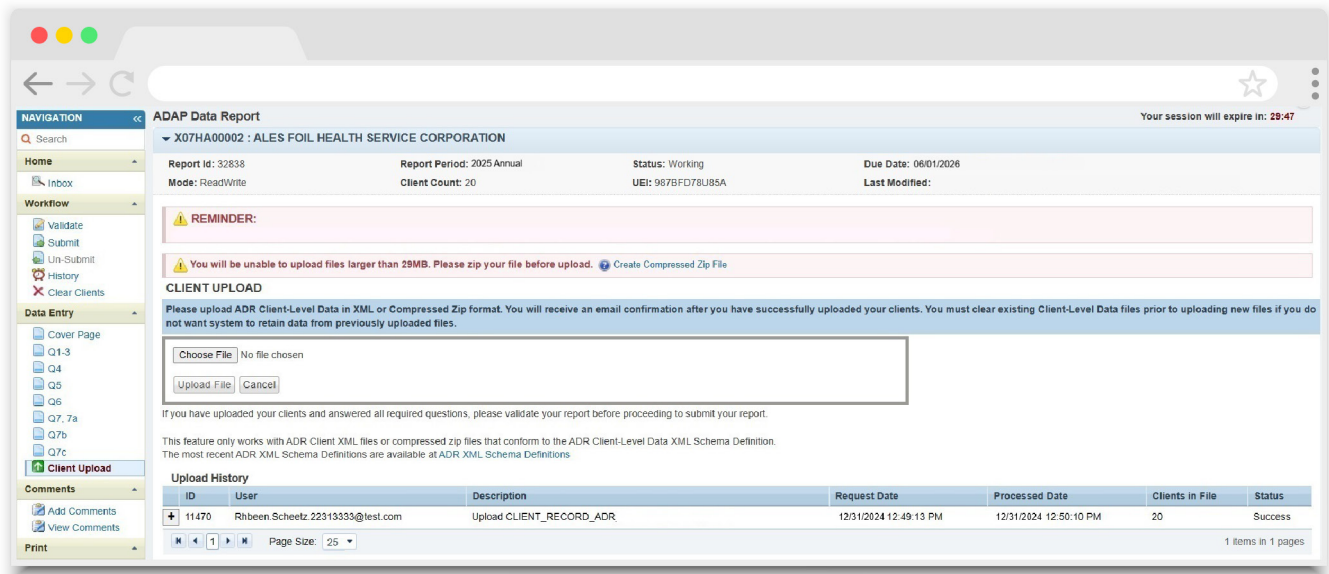 NAVIGATION «
Search
Home
Inbox
Workflow
Validate
Submit
Un-Submit
History
Clear Clients
Data Entry
Cover Page
Q1-3
Q4
Q5
Q6
Q7, 7a
Q7b
Q7c
Client Upload
Comments
Add Comments
View Comments
Print
ADAP Data Report
Your session will expire in: 29:47
X07HA00002 : ALES FOIL HEALTH SERVICE CORPORATION
Report Id: 32838 Report Period: 2025 Annual Status: Working Due Date: 06/01/2026
Mode: ReadWrite Client Count: 20 UEI: 987BFD78U85A Last Modified:
REMINDER:
You will be unable to upload files larger than 29MB. Please zip your file before upload. Create Compressed Zip File
CLIENT UPLOAD
Please upload ADR Client-Level Data in XML or Compressed Zip format. You will receive an email confirmation after you have successfully uploaded your clients. You must clear existing Client-Level Data files prior to uploading new files if you do
not want system to retain data from previously uploaded files.
Choose File No file chosen
Upload File Cancel
If you have uploaded your clients and answered all required questions, please validate your report before proceeding to submit your report.
This feature only works with ADR Client XML files or compressed zip files that conform to the ADR Client-Level Data XML Schema Definition.
The most recent ADR XML Schema Definitions are available at ADR XML Schema Definitions
Upload History
ID User Description Request Date Processed Date Clients in File Status
+ 11470 Rhbeen.Scheetz.22313333@test.com Upload CLIENT_RECORD_ADR 12/31/2024 12:49:13 PM 12/31/2024 12:50:10 PM 20 Success
1 Page Size: 25 1 items in 1 pages